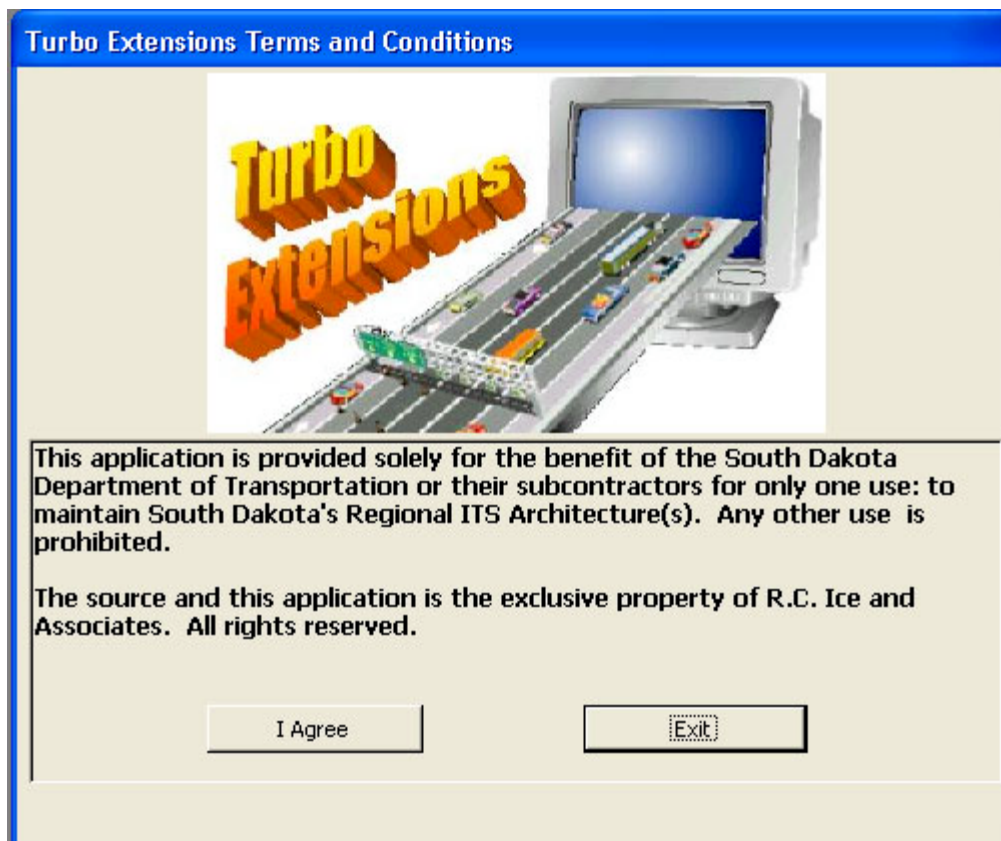 Turbo Extensions Terms and Conditions
Turbo
Extensions
This application is provided solely for the benefit of the South Dakota
Department of Transportation or their subcontractors for only one use: to
maintain South Dakota's Regional ITS Architecture(s).  Any other use  is
prohibited.
The source and this application is the exclusive property of R.C. Ice and
Associates.  All rights reserved.
I Agree
Exit